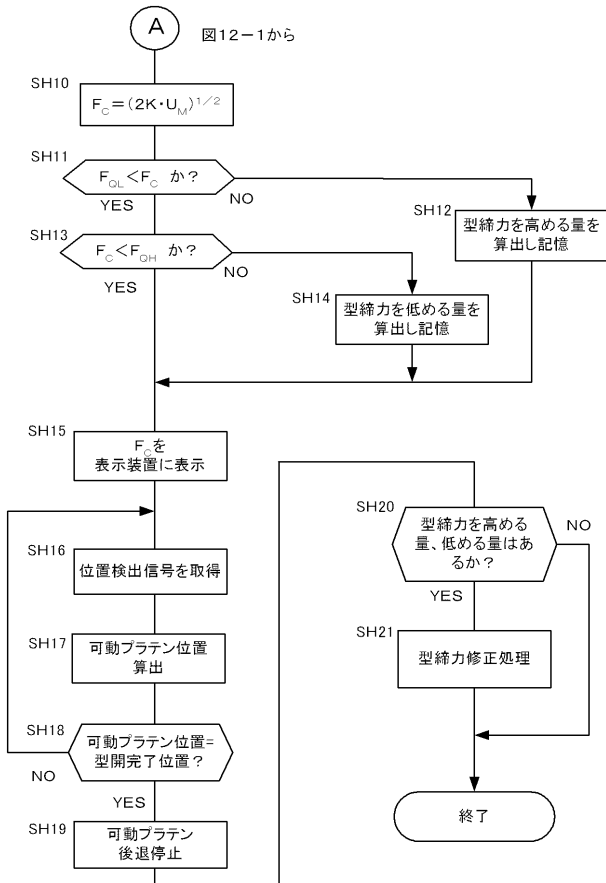 A
図12－1から
SH10
F_C＝(2K・U_M)^1/2
SH11
F_QL＜F_C か？
YES
NO
SH12
型締力を高める量を
算出し記憶
SH13
F_C＜F_QH か？
YES
NO
SH14
型締力を低める量を
算出し記憶
SH15
F_Cを
表示装置に表示
SH16
位置検出信号を取得
SH17
可動プラテン位置
算出
SH18
可動プラテン位置=
型開完了位置？
NO
YES
SH19
可動プラテン
後退停止
SH20
型締力を高める
量、低める量はあ
るか？
NO
YES
SH21
型締力修正処理
終了